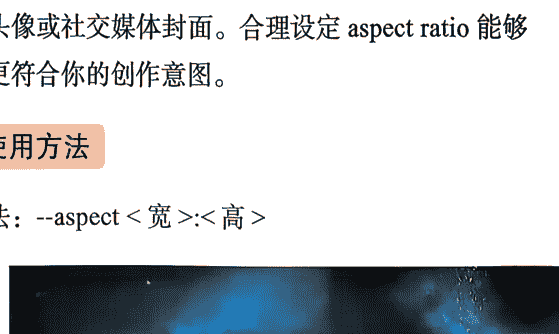 头像或社交媒体封面。合理设定 aspect ratio 能够
更符合你的创作意图。
使用方法
法：--aspect < 宽 >:< 高 >